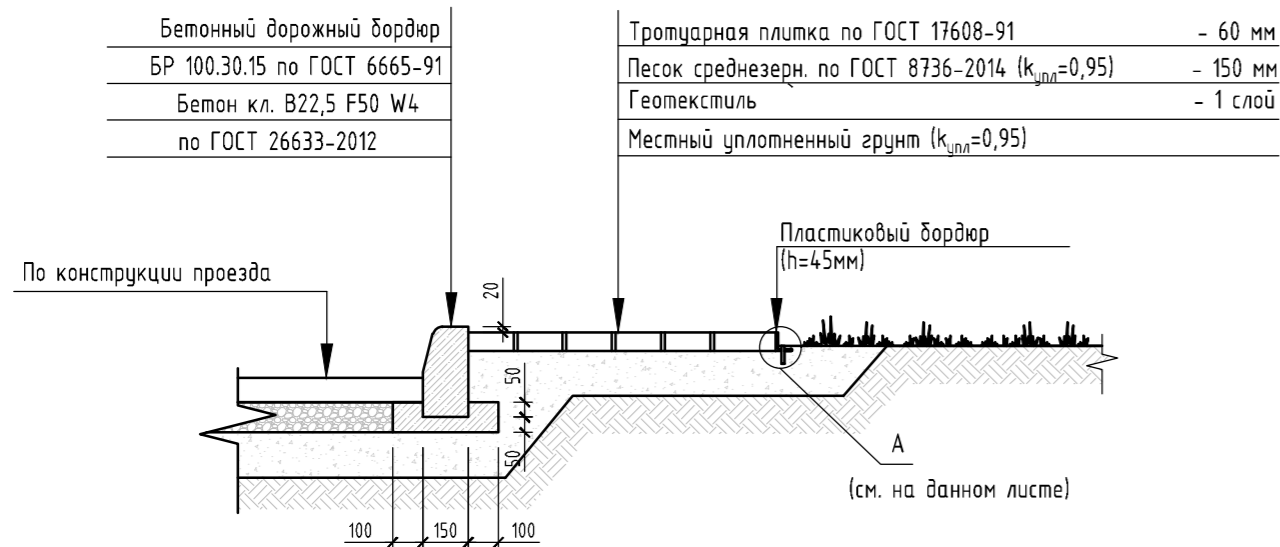 Бетонный дорожный бордюр
БР 100.30.15 по ГОСТ 6665-91
Бетон кл. В22,5 F50 W4
по ГОСТ 26633-2012
Тротуарная плитка по ГОСТ 17608-91 - 60 мм
Песок среднезерн. по ГОСТ 8736-2014 (kупл=0,95) - 150 мм
Геотекстиль - 1 слой
Местный уплотненный грунт (kупл=0,95)
Пластиковый бордюр
(h=45мм)
По конструкции проезда
20
50
50
А
(см. на данном листе)
100 150 100